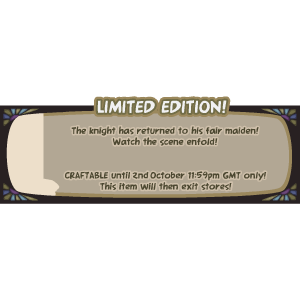 LIMITED EDITION!
The knight has returned to his fair maiden!
Watch the scene enfold!
CRAFTABLE until 2nd October 11:59pm GMT only!
This item will then exit stores!